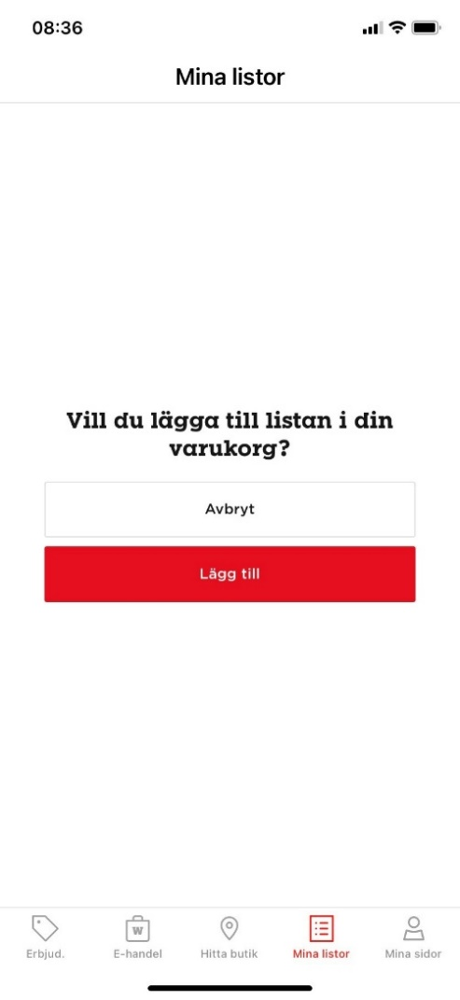 08:36
Mina listor
Vill du lägga till listan i din
varukorg?
Avbryt
Lägg till
W
Erbjud.
E-handel
Hitta butik
Mina listor
Mina sidor